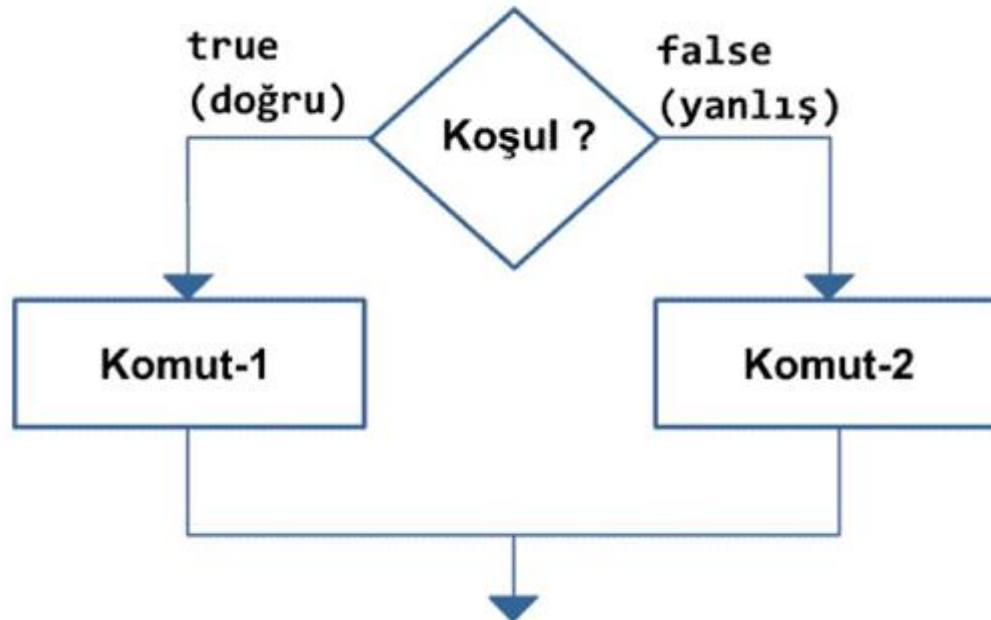 true
(doğru)
false
(yanlış)
Koşul ?
Komut-1
Komut-2